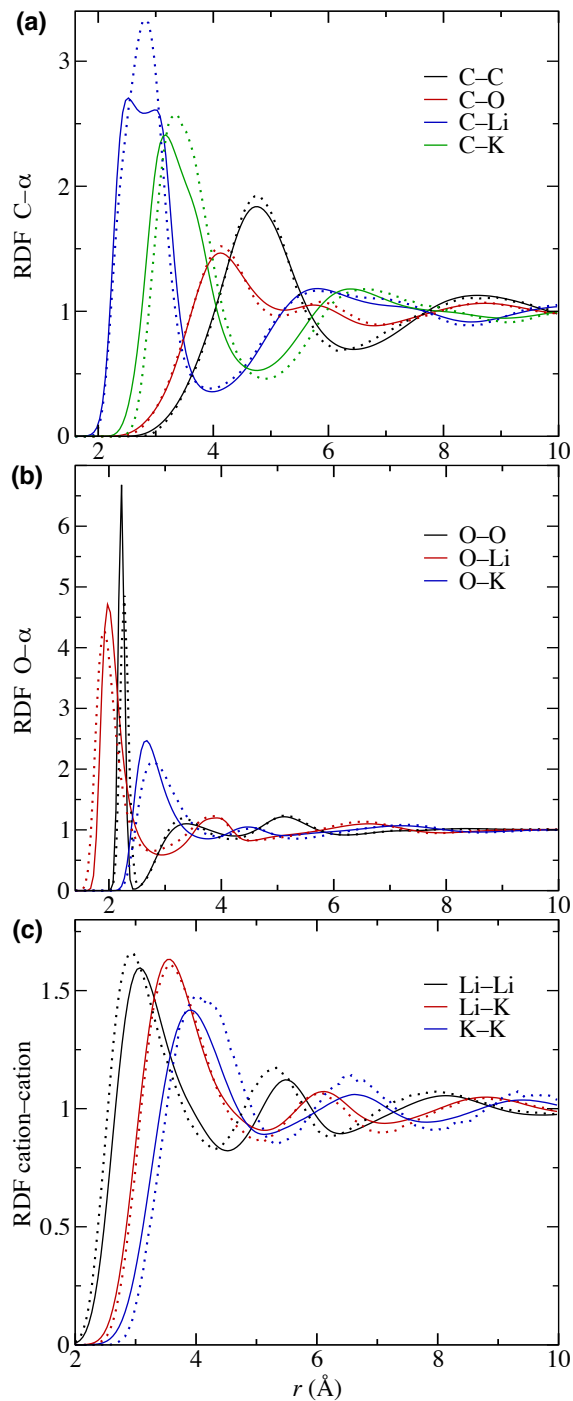 (a)
3
2
1
0
RDF C–α
C–C
C–O
C–Li
C–K
2 4 6 8 10
(b)
6
5
4
3
2
1
0
RDF O–α
O–O
O–Li
O–K
2 4 6 8 10
(c)
1.5
1
0.5
0
RDF cation–cation
Li–Li
Li–K
K–K
2 4 6 8 10
r (Å)